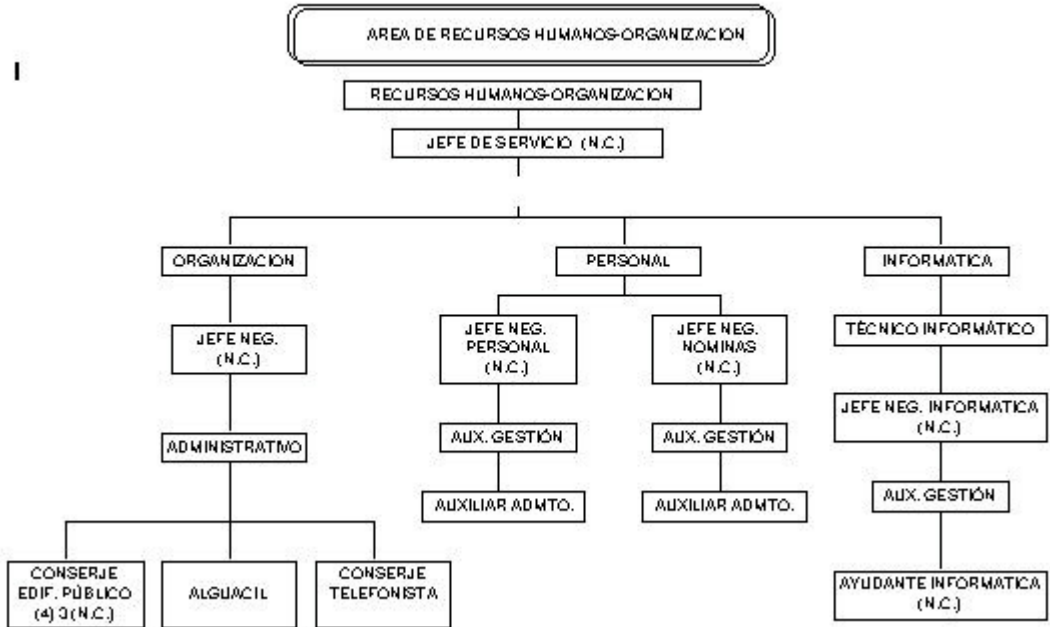 AREA DE RECURSOS HUMANOS-ORGANIZACION
I
RECURSOS HUMANOS-ORGANIZACION
JEFE DE SERVICIO (N.C.)
ORGANIZACION
PERSONAL
INFORMATICA
JEFE NEG.
(N.C.)
JEFE NEG.
PERSONAL
(N.C.)
JEFE NEG.
NOMINAS
(N.C.)
TÉCNICO INFORMÁTICO
JEFE NEG. INFORMATICA
(N.C.)
ADMINISTRATIVO
AUX. GESTIÓN
AUX. GESTIÓN
AUX. GESTIÓN
AUXILIAR ADMTO.
AUXILIAR ADMTO.
CONSERJE
EDIF. PÚBLICO
(4) 3 (N.C.)
ALGUACIL
CONSERJE
TELEFONISTA
AYUDANTE INFORMATICA
(N.C.)